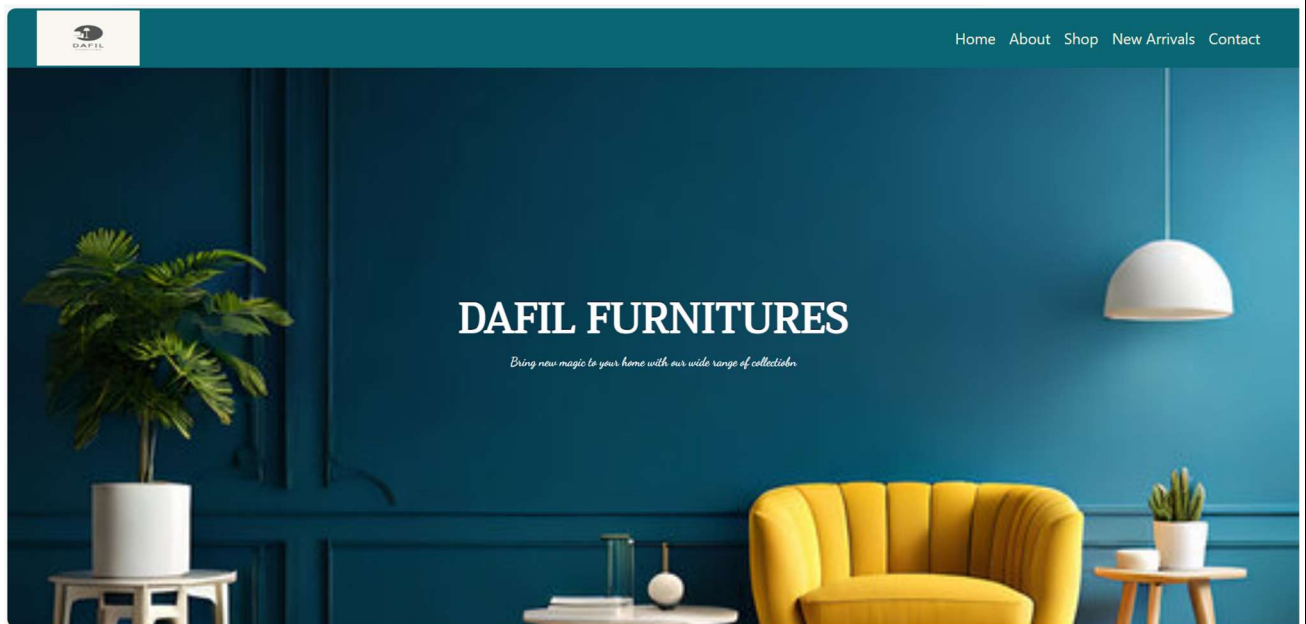 DAFIL
Home About Shop New Arrivals Contact
DAFIL FURNITURES
Bring new magic to your home with our wide range of collectiobn